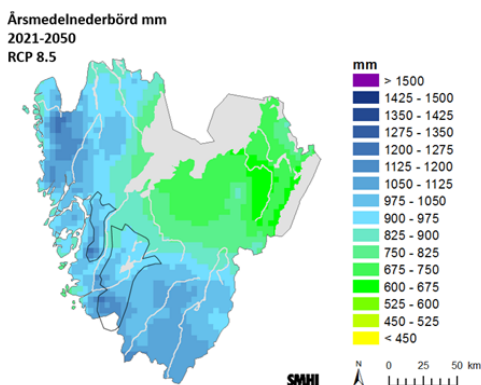 Årsmedelnederbörd mm
2021-2050
RCP 8.5
mm
> 1500
1425 - 1500
1350 - 1425
1275 - 1350
1200 - 1275
1125 - 1200
1050 - 1125
975 - 1050
900 - 975
825 - 900
750 - 825
675 - 750
600 - 675
525 - 600
450 - 525
< 450
SMHI
N
0 25 50 km